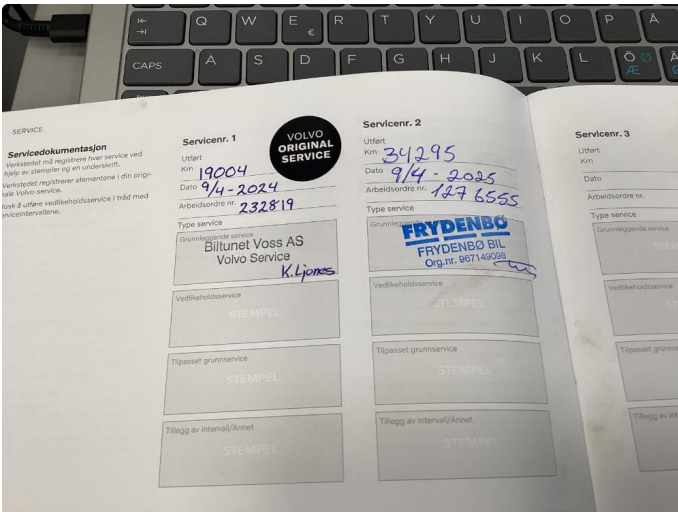 Q W E R T Y U I O P Å
€
CAPS A S D F G H J K L Ö Ø Æ
SERVICE
Servicedokumentasjon
Verkstedet må registrere hver service ved
hjelp av stempler og en underskrift.
Verkstedet registrerer elementene i din origi-
nale Volvo-service.
Husk å utføre vedlikeholdsservice i tråd med
serviceintervallene.
Servicenr. 1
VOLVO
ORIGINAL
SERVICE
Utført
Km 19004
Dato 9/4-2024
Arbeidsordre nr. 232819
Type service
Grunnleggende service
Biltunet Voss AS
Volvo Service
K. Ljones
Vedlikeholdsservice
STEMPEL
Tilpasset grunnservice
STEMPEL
Tillegg av intervall/Annet
STEMPEL
Servicenr. 2
Utført
Km 34295
Dato 9/4-2025
Arbeidsordre nr. 1276555
Type service
Grunnleggende service
FRYDENBØ
FRYDENBØ BIL
Org.nr. 967149098
Vedlikeholdsservice
STEMPEL
Tilpasset grunnservice
STEMPEL
Tillegg av intervall/Annet
STEMPEL
Servicenr. 3
Utført
Km
Dato
Arbeidsordre nr.
Type service
Grunnleggende service
STEM
Vedlikeholdsservice
Tilpasset grunnserv
Tillegg av int